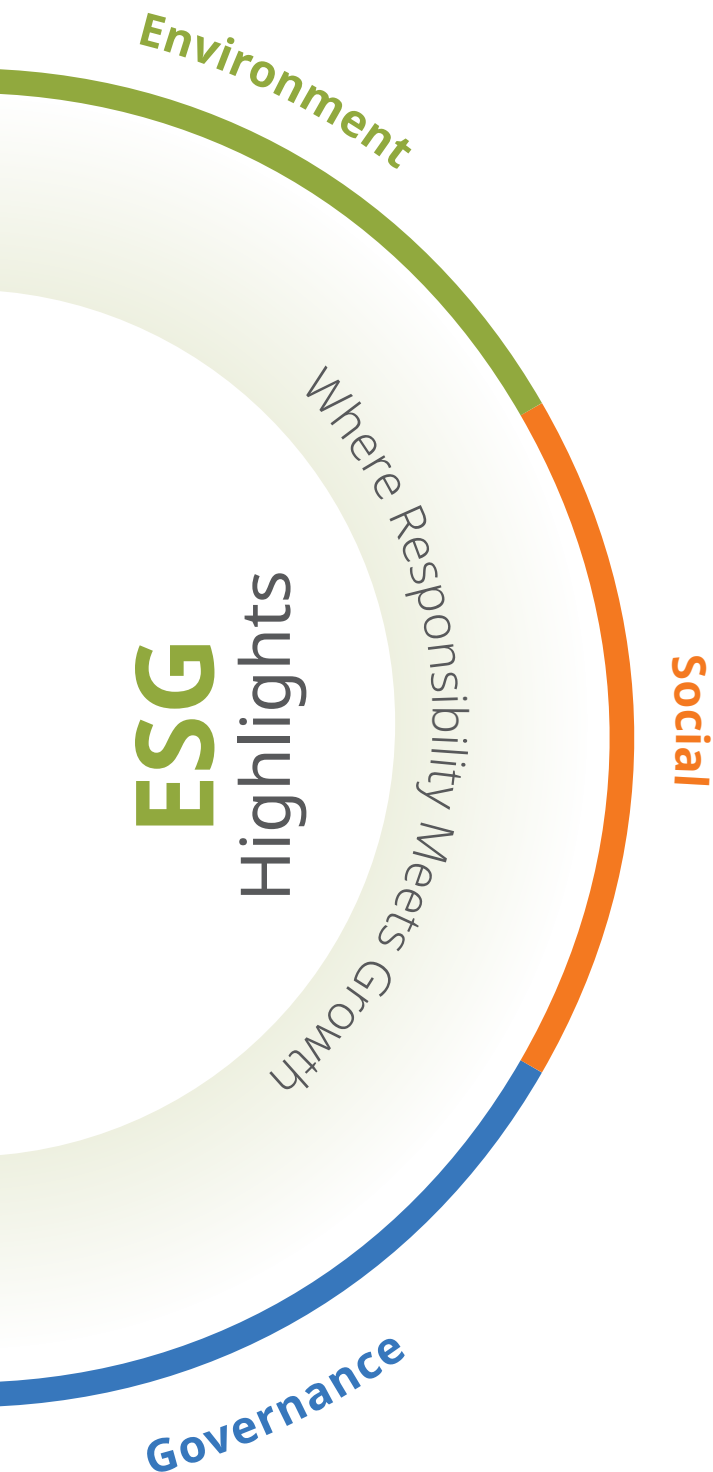 Environment
Social
Governance
ESG
Highlights
Where Responsibility Meets Growth